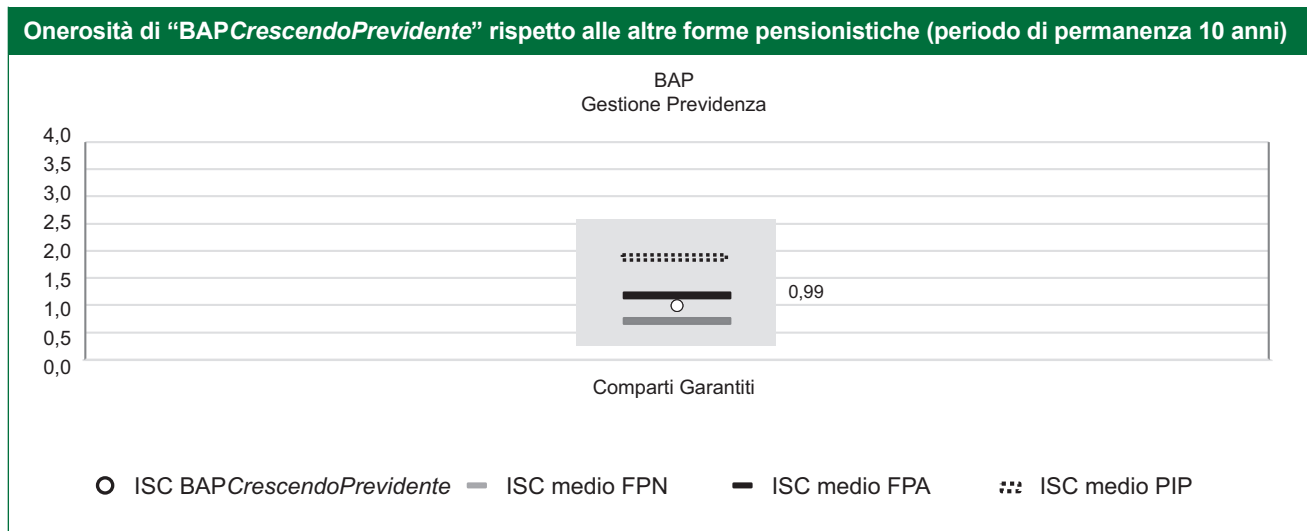 Onerosità di “BAPCrescendoPrevidente” rispetto alle altre forme pensionistiche (periodo di permanenza 10 anni)
BAP
Gestione Previdenza
4,0
3,5
3,0
2,5
2,0
1,5
1,0
0,5
0,0
0,99
Comparti Garantiti
ISC BAPCrescendoPrevidente
ISC medio FPN
ISC medio FPA
ISC medio PIP